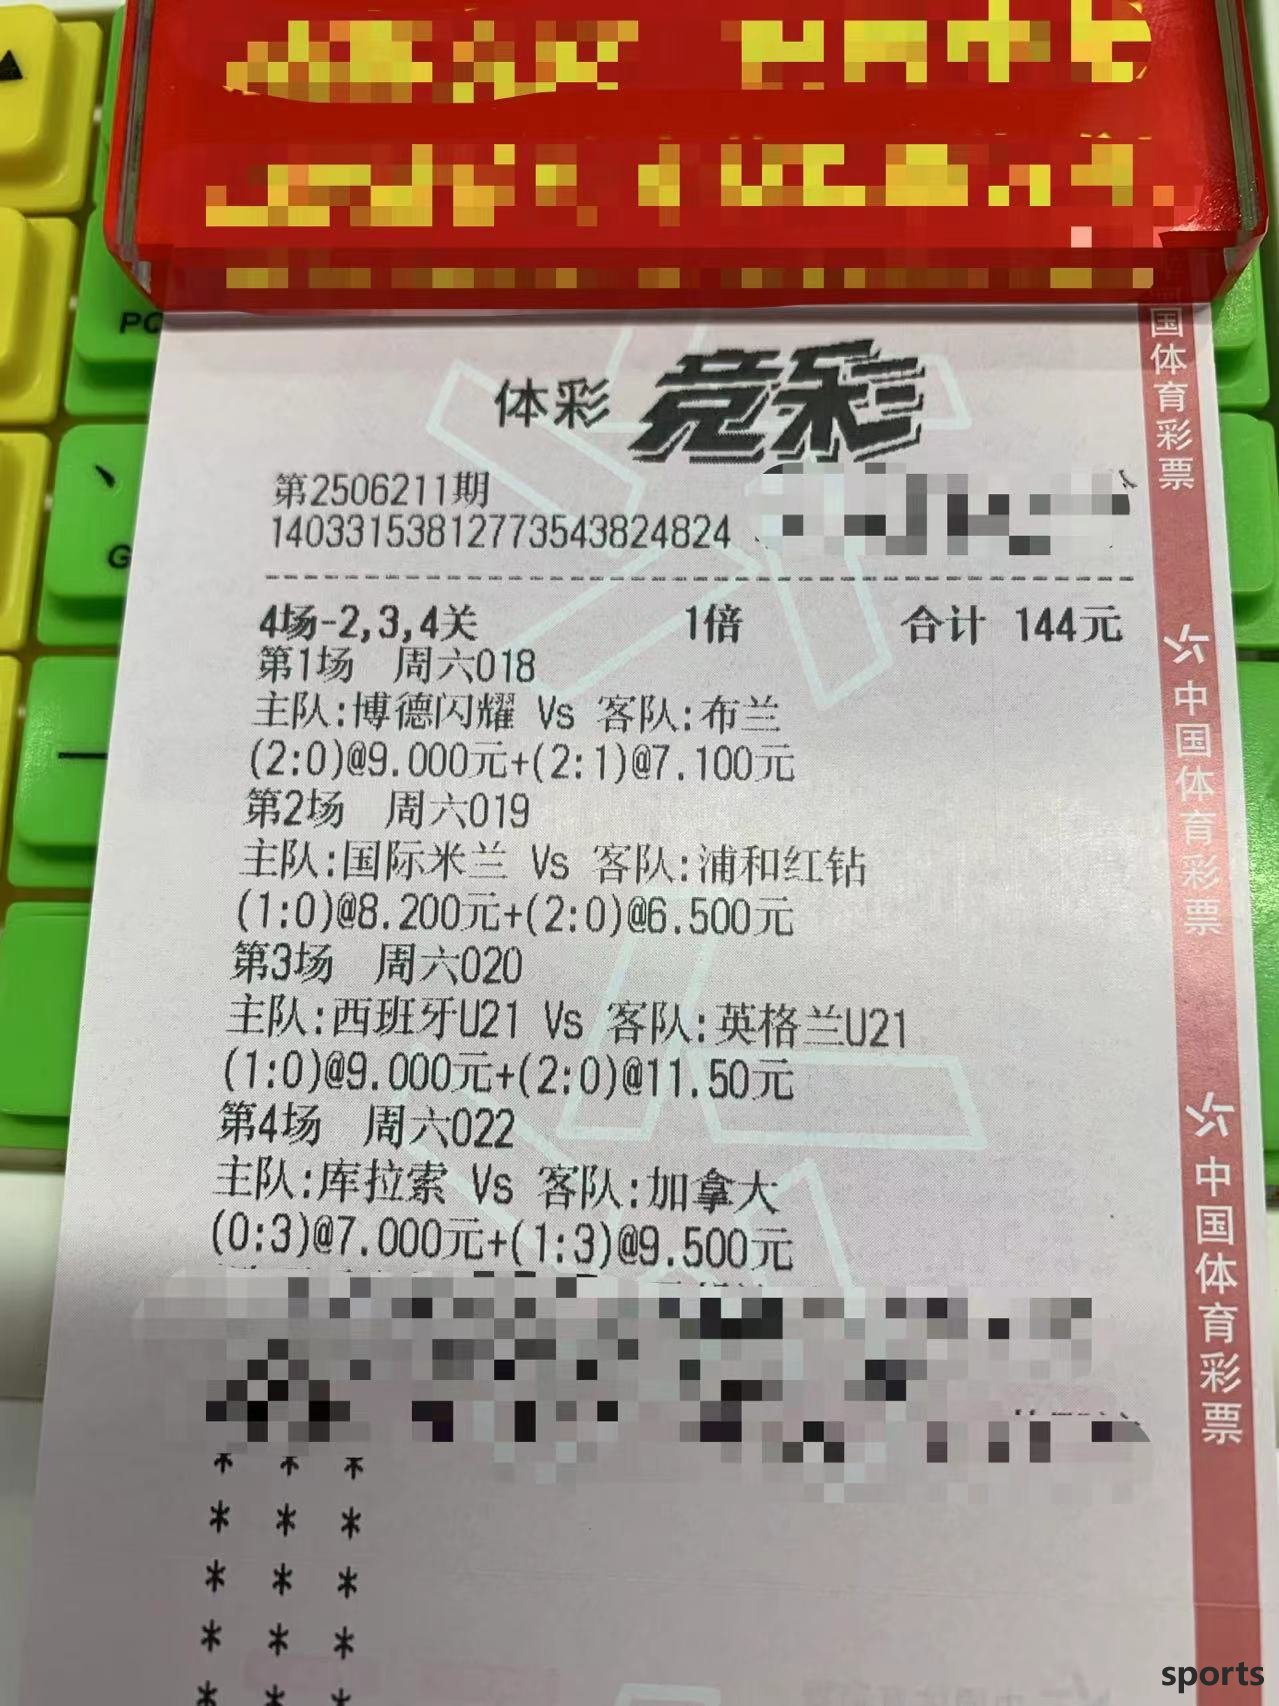 PC
G
体彩 竞彩
第2506211期
140331538127773543824824
4场-2,3,4关 1倍 合计 144元
第1场 周六018
主队:博德闪耀 Vs 客队:布兰
(2:0)@9.000元+(2:1)@7.100元
第2场 周六019
主队:国际米兰 Vs 客队:浦和红钻
(1:0)@8.200元+(2:0)@6.500元
第3场 周六020
主队:西班牙U21 Vs 客队:英格兰U21
(1:0)@9.000元+(2:0)@11.50元
第4场 周六022
主队:库拉索 Vs 客队:加拿大
(0:3)@7.000元+(1:3)@9.500元
* * *
* * *
* * *
* * *
* * *
国体育彩票
中国体育彩票
中国体育彩票
sports